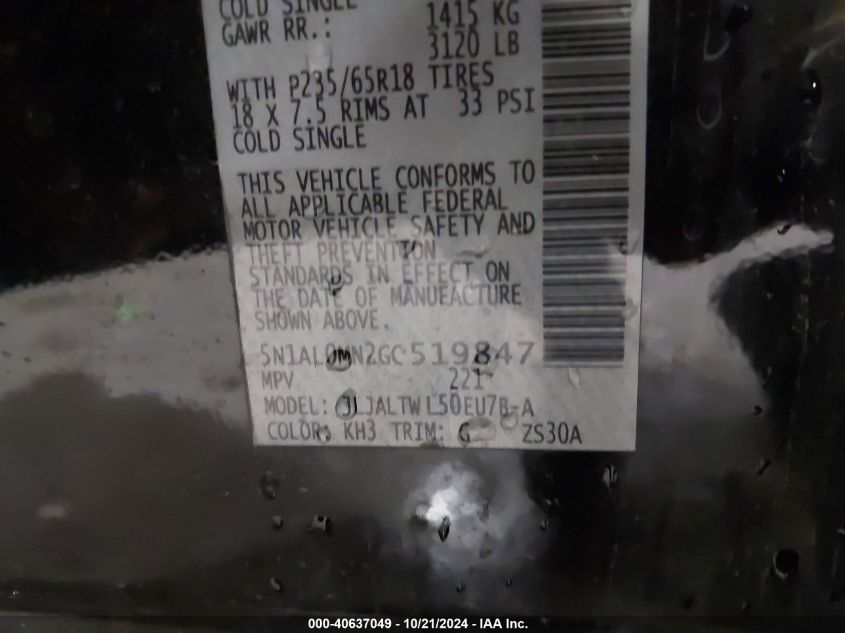 COLD SINGLE
GAWR RR.: 1415 KG
3120 LB
WITH P235/65R18 TIRES
18 X 7.5 RIMS AT 33 PSI
COLD SINGLE
THIS VEHICLE CONFORMS TO
ALL APPLICABLE FEDERAL
MOTOR VEHICLE SAFETY AND
THEFT PREVENTION
STANDARDS IN EFFECT ON
THE DATE OF MANUFACTURE
SHOWN ABOVE.
5N1AL0MN2GC519847
MPV 221
MODEL: JLJALTWL50EU7B-A
COLOR: KH3 TRIM: G ZS30A
000-40637049 - 10/21/2024 - IAA Inc.